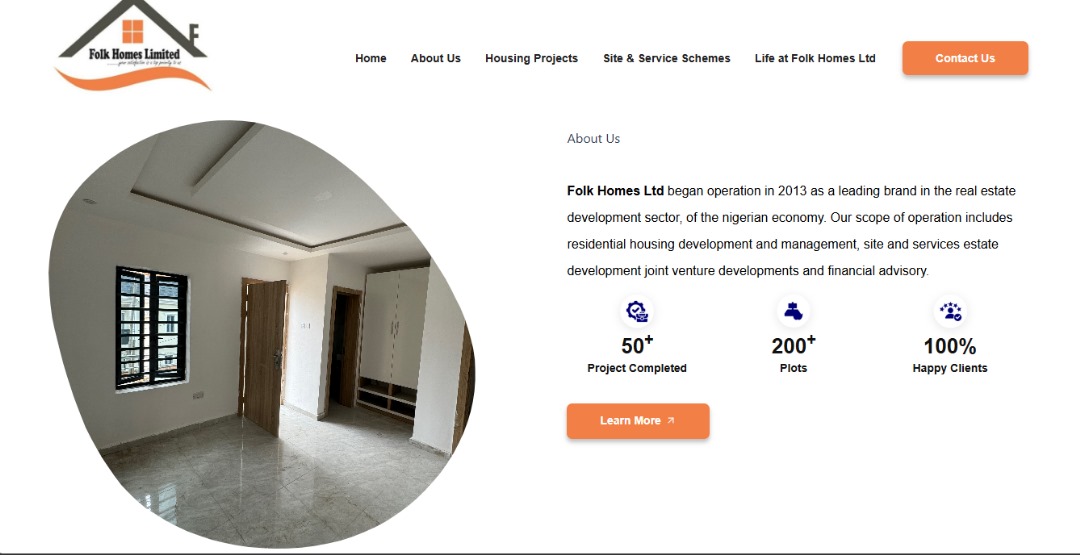 F
Folk Homes Limited
Home About Us Housing Projects Site & Service Schemes Life at Folk Homes Ltd Contact Us
About Us
Folk Homes Ltd began operation in 2013 as a leading brand in the real estate
development sector, of the nigerian economy. Our scope of operation includes
residential housing development and management, site and services estate
development joint venture developments and financial advisory.
50+ 200+ 100%
Project Completed Plots Happy Clients
Learn More